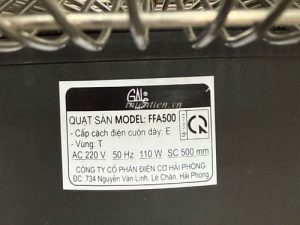 QUẠT SÀN MODEL: FFA500
- Cấp cách điện cuộn dây: E
- Vùng: T
AC 220 V 50 Hz 110 W SC 500 mm
CÔNG TY CỔ PHẦN ĐIỆN CƠ HẢI PHÒNG
ĐC: 734 Nguyễn Văn Linh, Lê Chân, Hải Phòng